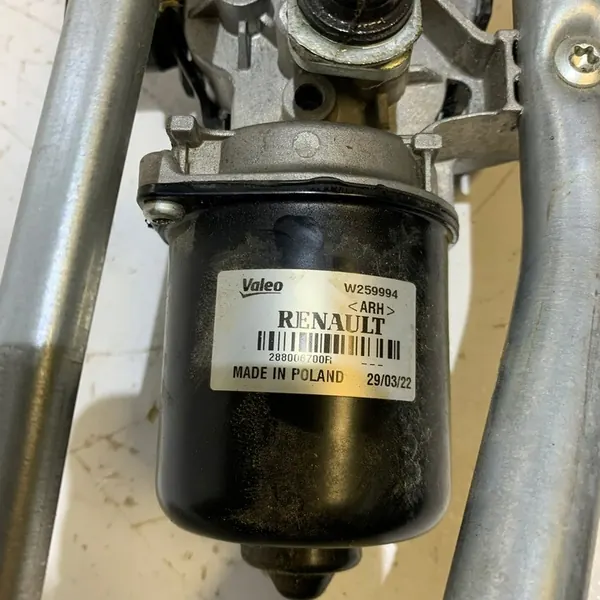 Valeo W259994
<ARH>
RENAULT
288006700R ---
MADE IN POLAND 29/03/22